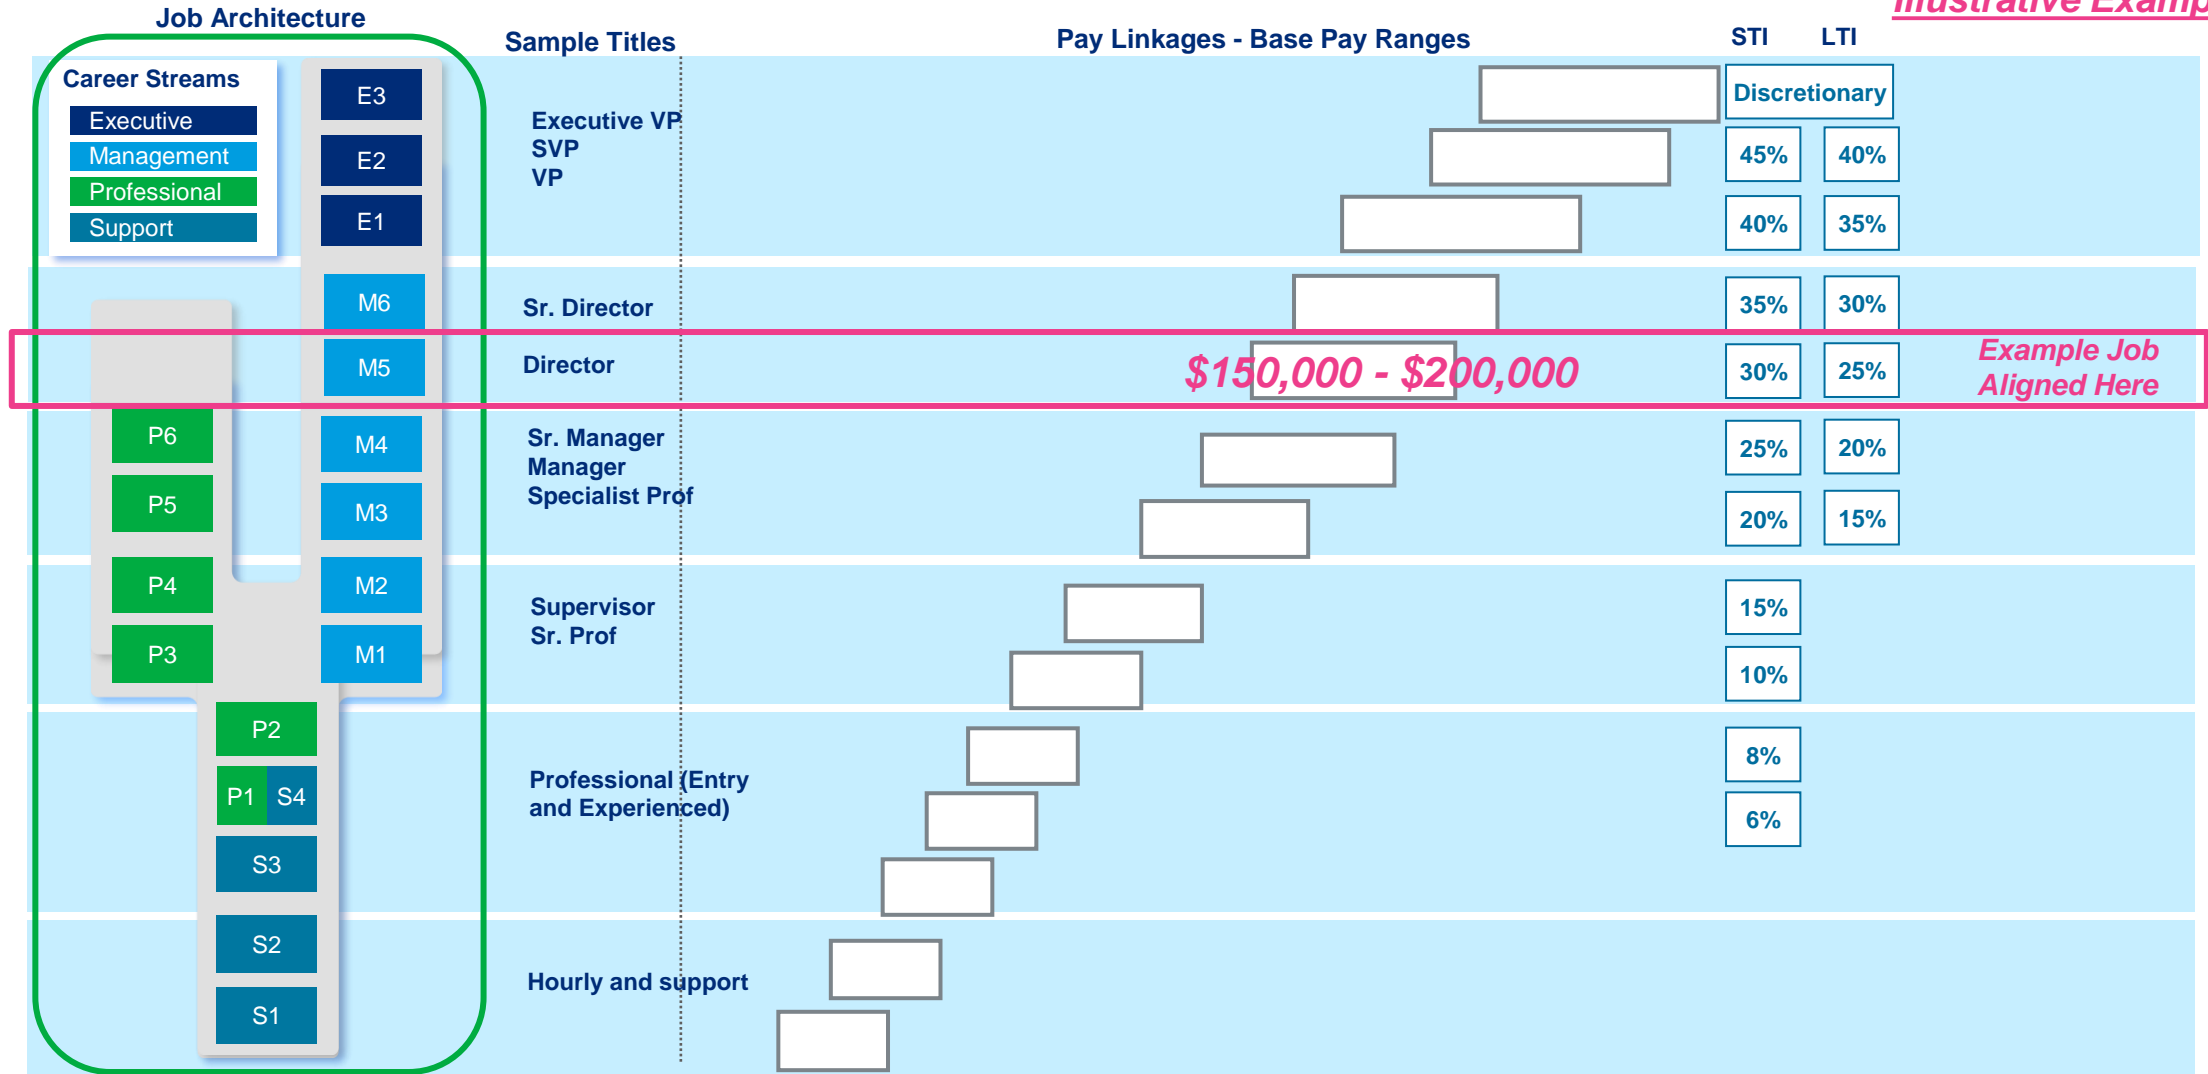 Illustrative Examp
Job Architecture
Sample Titles
Pay Linkages - Base Pay Ranges
STI
LTI
Career Streams
Executive
Management
Professional
Support
E3
Discretionary
Executive VP
SVP
VP
E2
45%
40%
E1
40%
35%
M6
Sr. Director
35%
30%
M5
Director
$150,000 - $200,000
30%
25%
Example Job
Aligned Here
P6
M4
Sr. Manager
Manager
Specialist Prof
25%
20%
P5
M3
20%
15%
P4
M2
Supervisor
Sr. Prof
15%
P3
M1
10%
P2
8%
P1
S4
Professional (Entry
and Experienced)
6%
S3
S2
Hourly and support
S1